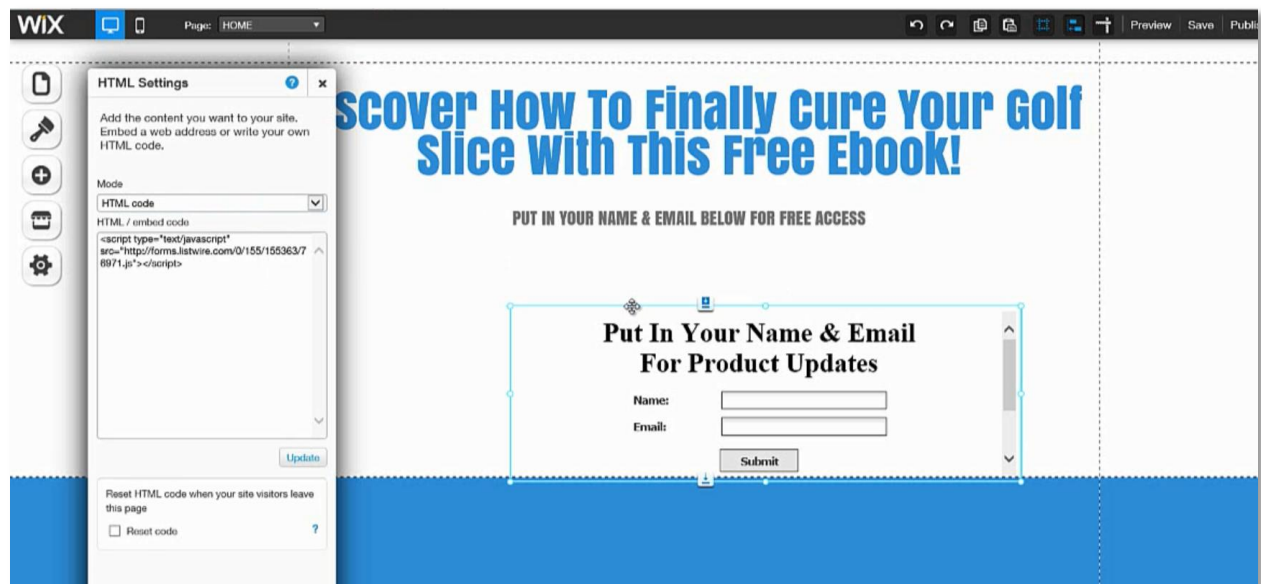 WiX
Page: HOME
Preview Save
HTML Settings ? x
Add the content you want to your site.
Embed a web address or write your own
HTML code.
Mode
HTML code
HTML / embed code
<script type="text/javascript"
src="http://forms.listwire.com/0/155/155363/7
6971.js"></script>
Update
Reset HTML code when your site visitors leave
this page
Reset code ?
scover How To Finally Cure Your Golf
Slice With This Free Ebook!
PUT IN YOUR NAME & EMAIL BELOW FOR FREE ACCESS
Put In Your Name & Email
For Product Updates
Name:
Email:
Submit